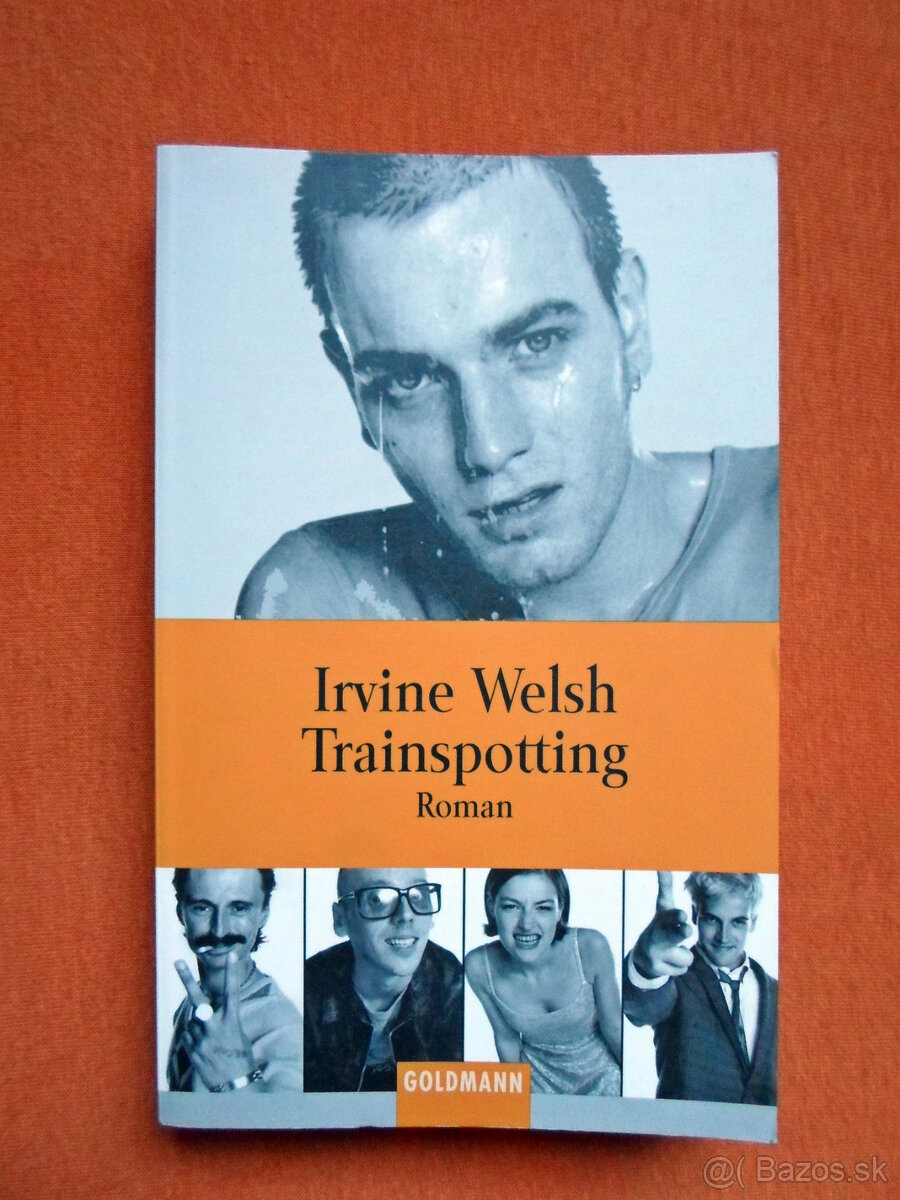 Irvine Welsh
Trainspotting
Roman
GOLDMANN
@( Bazos.sk